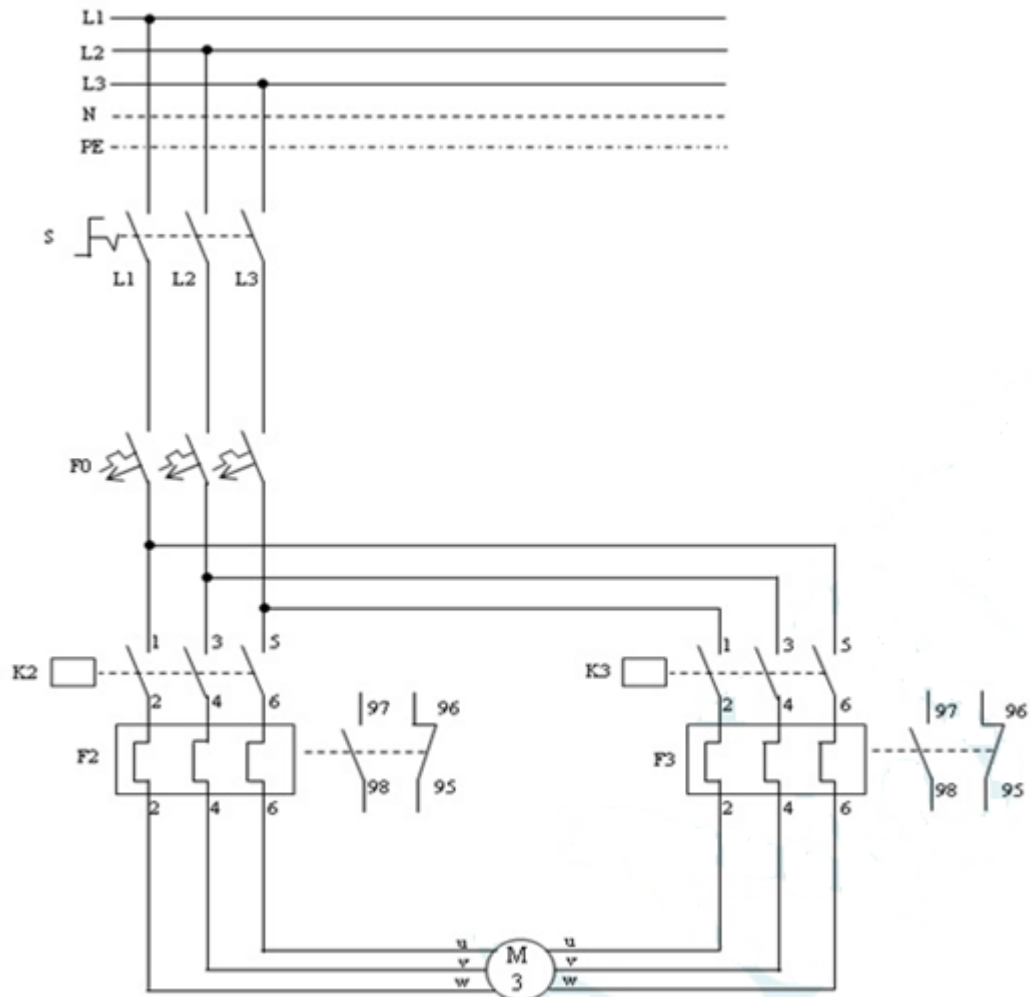 L1
L2
L3
N
PE
S
L1 L2 L3
F0
1 3 5 1 3 5
K2 K3
2 4 6 97 96 2 4 6 97 96
F2 F3
98 95 98 95
2 4 6 2 4 6
u M u
v v
w 3 w